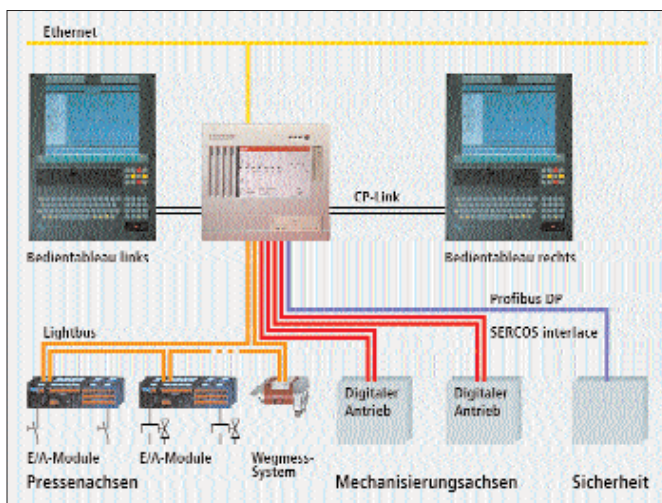 Ethernet
CP-Link
Bedientableau links
Bedientableau rechts
Profibus DP
Lightbus
SERCOS interface
Digitaler
Antrieb
Digitaler
Antrieb
E/A-Module
E/A-Module
Wegmess-
System
Pressenachsen
Mechanisierungsachsen
Sicherheit